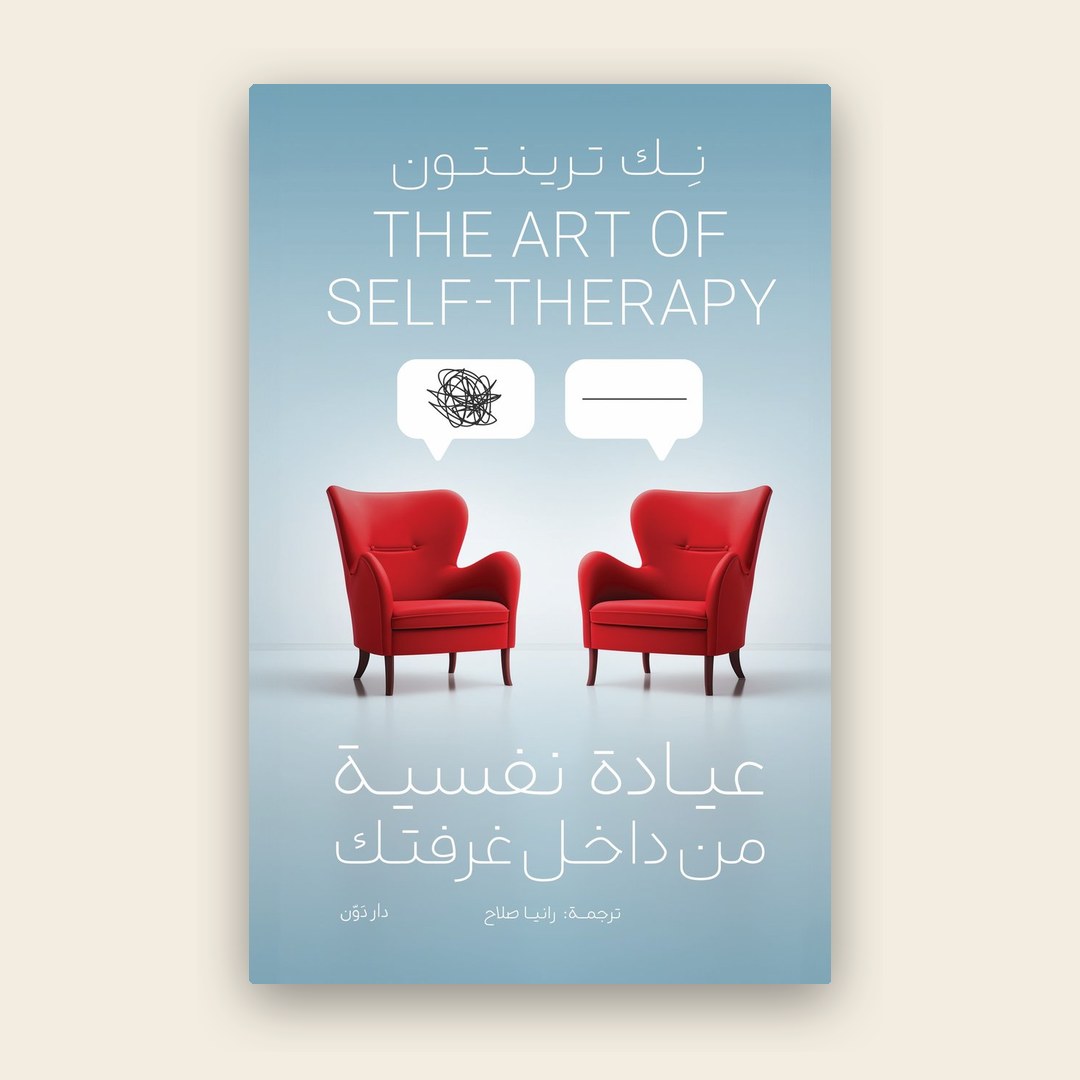 نِك ترينتون
THE ART OF
SELF-THERAPY
عيادة نفسية
من داخل غرفتك
ترجمة: رانيا صلاح
دار دَوِّن